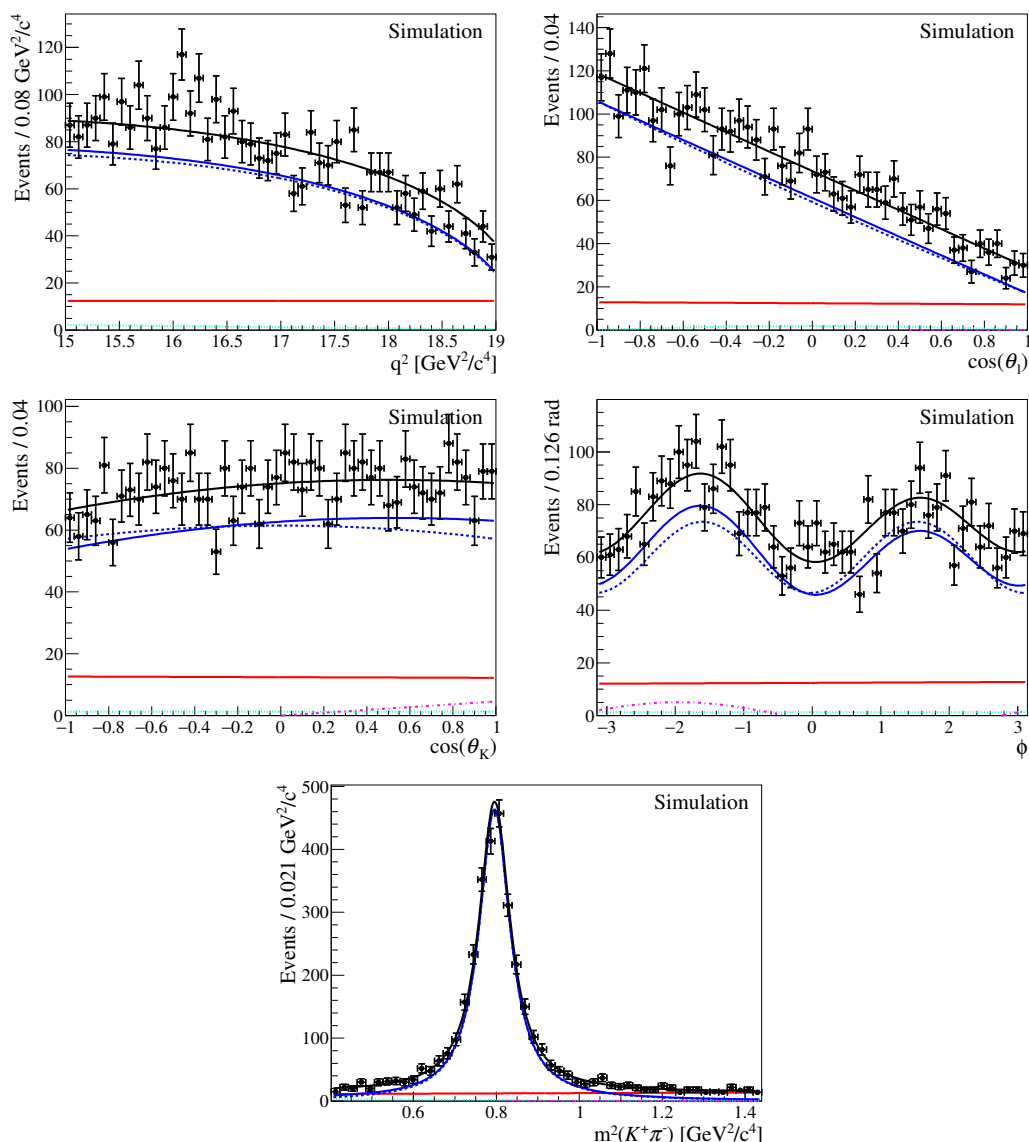 Events / 0.08 GeV²/c⁴
Simulation
120
100
80
60
40
20
0
15 15.5 16 16.5 17 17.5 18 18.5 19
q² [GeV²/c⁴]
Events / 0.04
Simulation
140
120
100
80
60
40
20
0
−1 −0.8 −0.6 −0.4 −0.2 0 0.2 0.4 0.6 0.8 1
cos(θ_l)
Events / 0.04
Simulation
100
80
60
40
20
0
−1 −0.8 −0.6 −0.4 −0.2 0 0.2 0.4 0.6 0.8 1
cos(θ_K)
Events / 0.126 rad
Simulation
120
100
80
60
40
20
0
−3 −2 −1 0 1 2 3
ϕ
Events / 0.021 GeV²/c⁴
Simulation
500
400
300
200
100
0
0.6 0.8 1 1.2 1.4
m²(K⁺π⁻) [GeV²/c⁴]